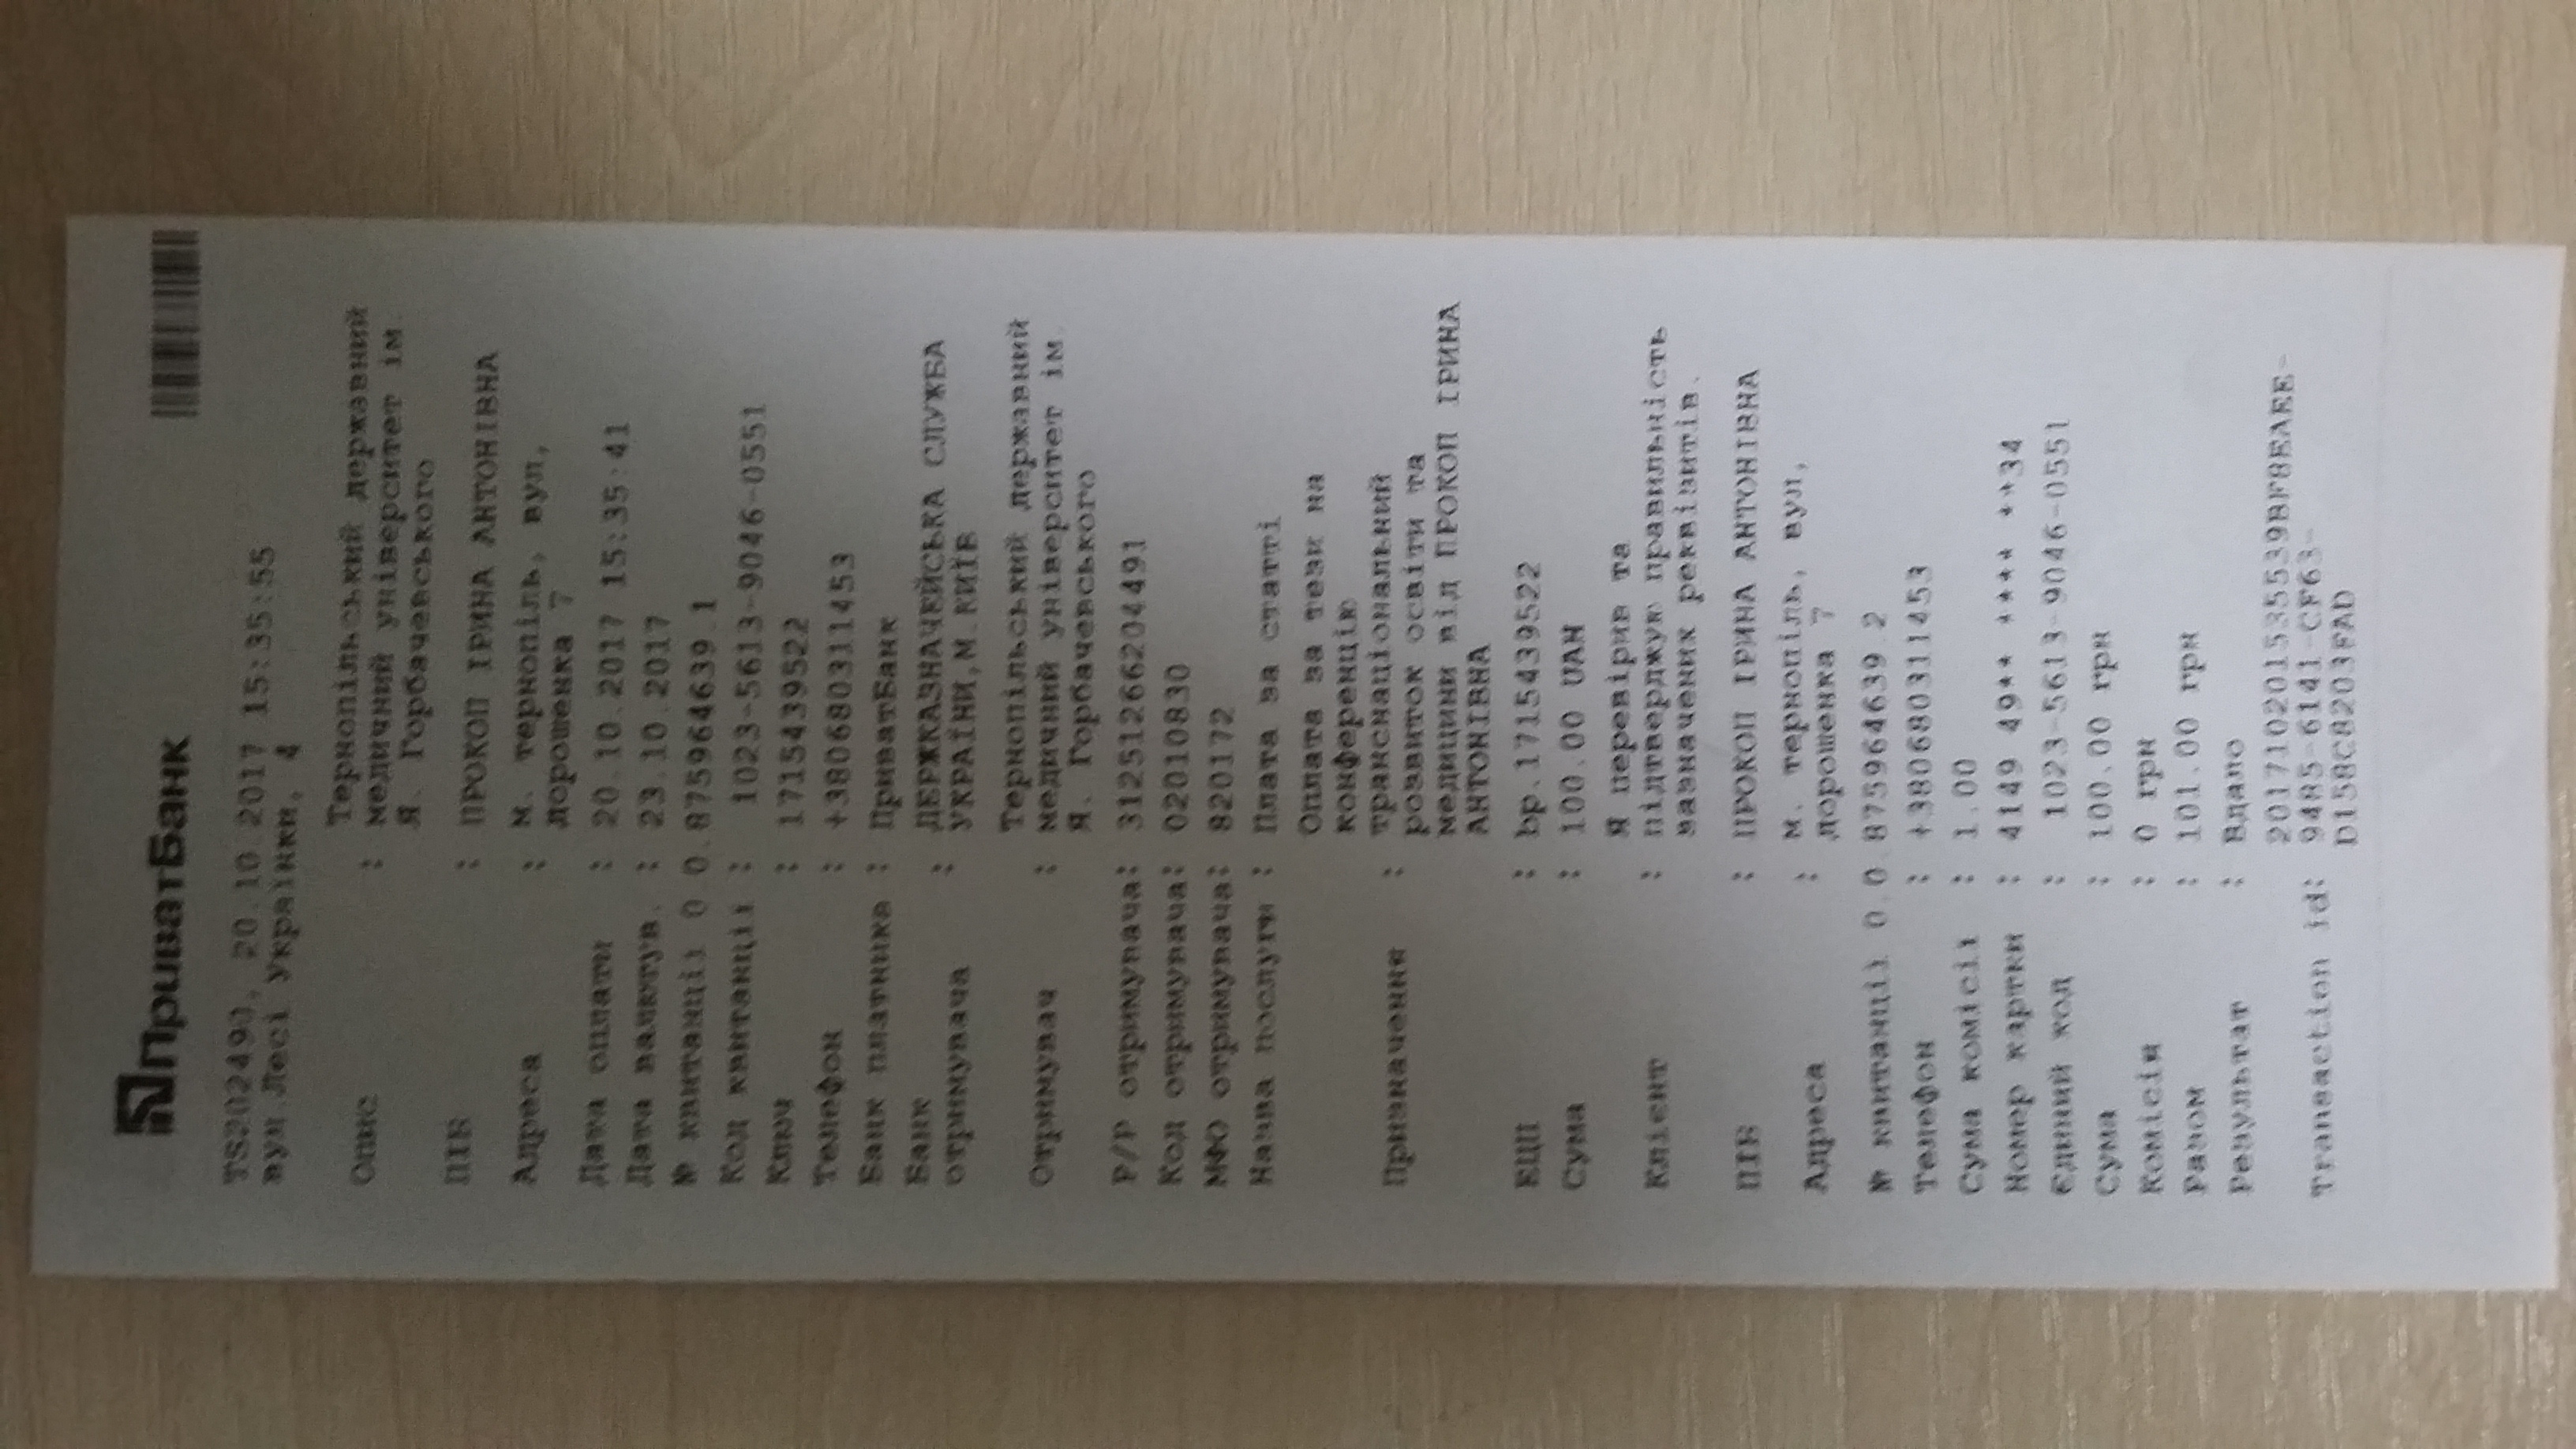 ПриватБанк
TS202490, 20.10.2017 15:35:55
вул Лесі Українки, 4
Опис : Тернопільський державний
медичний університет ім.
Я. Горбачевського
ПІБ : ПРОКОП ІРИНА АНТОНІВНА
Адреса : м. тернопіль, вул,
дорошенка 7
Дата оплати : 20.10.2017 15:35:41
Дата валютув. : 23.10.2017
№ квитанції 0.0.875964639.1
Код квитанції : 1023-5613-9046-0551
Ключ : 1715439522
Телефон : +380680311453
Банк платника : ПриватБанк
Банк
отримувача : ДЕРЖКАЗНАЧЕЙСЬКА СЛУЖБА
УКРАЇНИ,М.КИЇВ
Отримувач : Тернопільський державний
медичний університет ім.
Я. Горбачевського
Р/Р отримувача: 31251266204491
Код отримувача: 02010830
МФО отримувача: 820172
Назва послуги : Плата за статті
Призначення : Оплата за тези на
конференцію
транснаціональний
розвиток освіти та
медицини від ПРОКОП ІРИНА
АНТОНІВНА
ЕЦП : bp.1715439522
Сума : 100.00 UAH
Клієнт : Я перевірив та
підтверджую правильність
зазначених реквізитів.
ПІБ : ПРОКОП ІРИНА АНТОНІВНА
Адреса : м. тернопіль, вул,
дорошенка 7
№ квитанції 0.0.875964639.2
Телефон : +380680311453
Сума комісії : 1.00
Номер картки : 4149 49** **** **34
Єдиний код : 1023-5613-9046-0551
Сума : 100.00 грн
Комісія : 0 грн
Разом : 101.00 грн
Результат : Вдало
Transaction id: 20171020153553 9BF8EAEE-
9485-6141-CF63-
D158C8203FAD